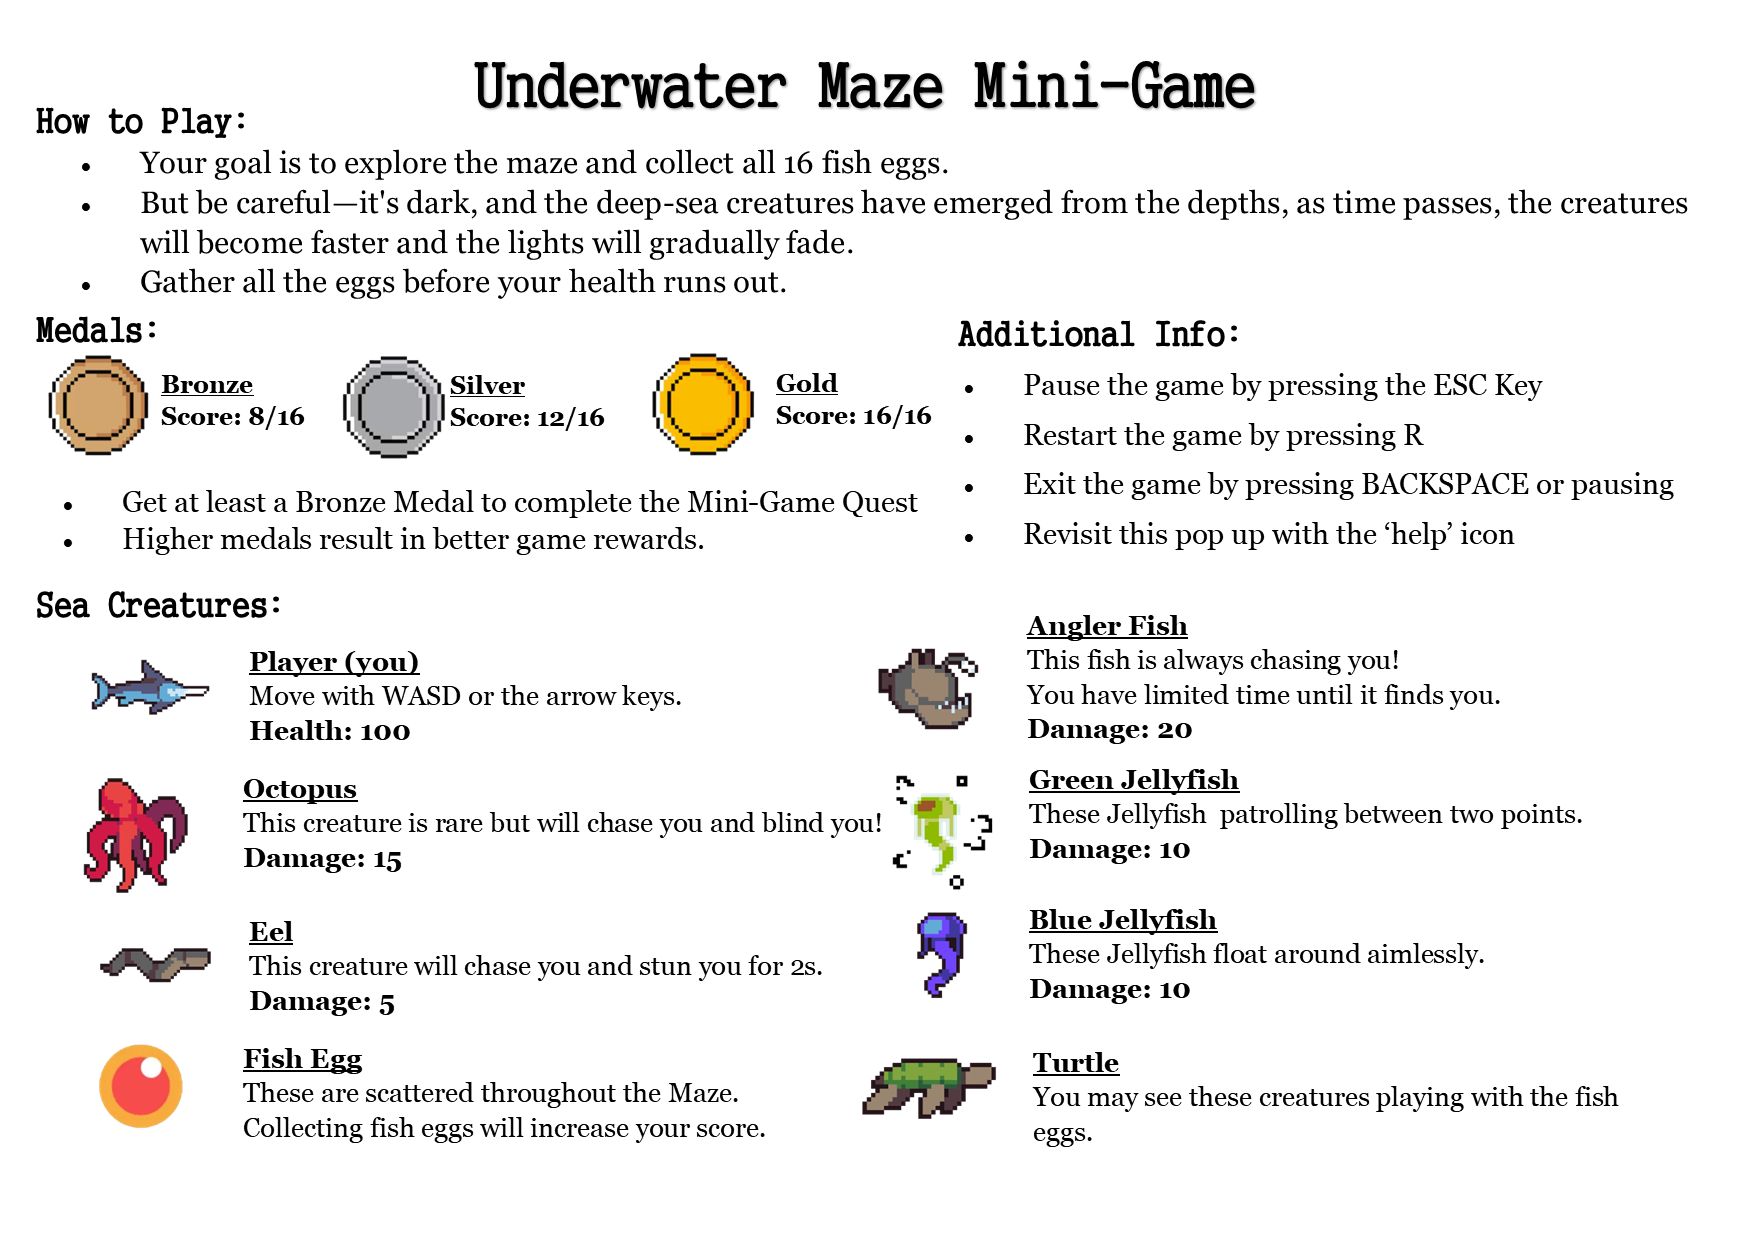 Underwater Maze Mini-Game
How to Play:
• Your goal is to explore the maze and collect all 16 fish eggs.
• But be careful—it's dark, and the deep-sea creatures have emerged from the depths, as time passes, the creatures
will become faster and the lights will gradually fade.
• Gather all the eggs before your health runs out.
Medals:
Bronze
Score: 8/16
Silver
Score: 12/16
Gold
Score: 16/16
• Get at least a Bronze Medal to complete the Mini-Game Quest
• Higher medals result in better game rewards.
Additional Info:
• Pause the game by pressing the ESC Key
• Restart the game by pressing R
• Exit the game by pressing BACKSPACE or pausing
• Revisit this pop up with the ‘help’ icon
Sea Creatures:
Player (you)
Move with WASD or the arrow keys.
Health: 100
Octopus
This creature is rare but will chase you and blind you!
Damage: 15
Eel
This creature will chase you and stun you for 2s.
Damage: 5
Fish Egg
These are scattered throughout the Maze.
Collecting fish eggs will increase your score.
Angler Fish
This fish is always chasing you!
You have limited time until it finds you.
Damage: 20
Green Jellyfish
These Jellyfish  patrolling between two points.
Damage: 10
Blue Jellyfish
These Jellyfish float around aimlessly.
Damage: 10
Turtle
You may see these creatures playing with the fish
eggs.